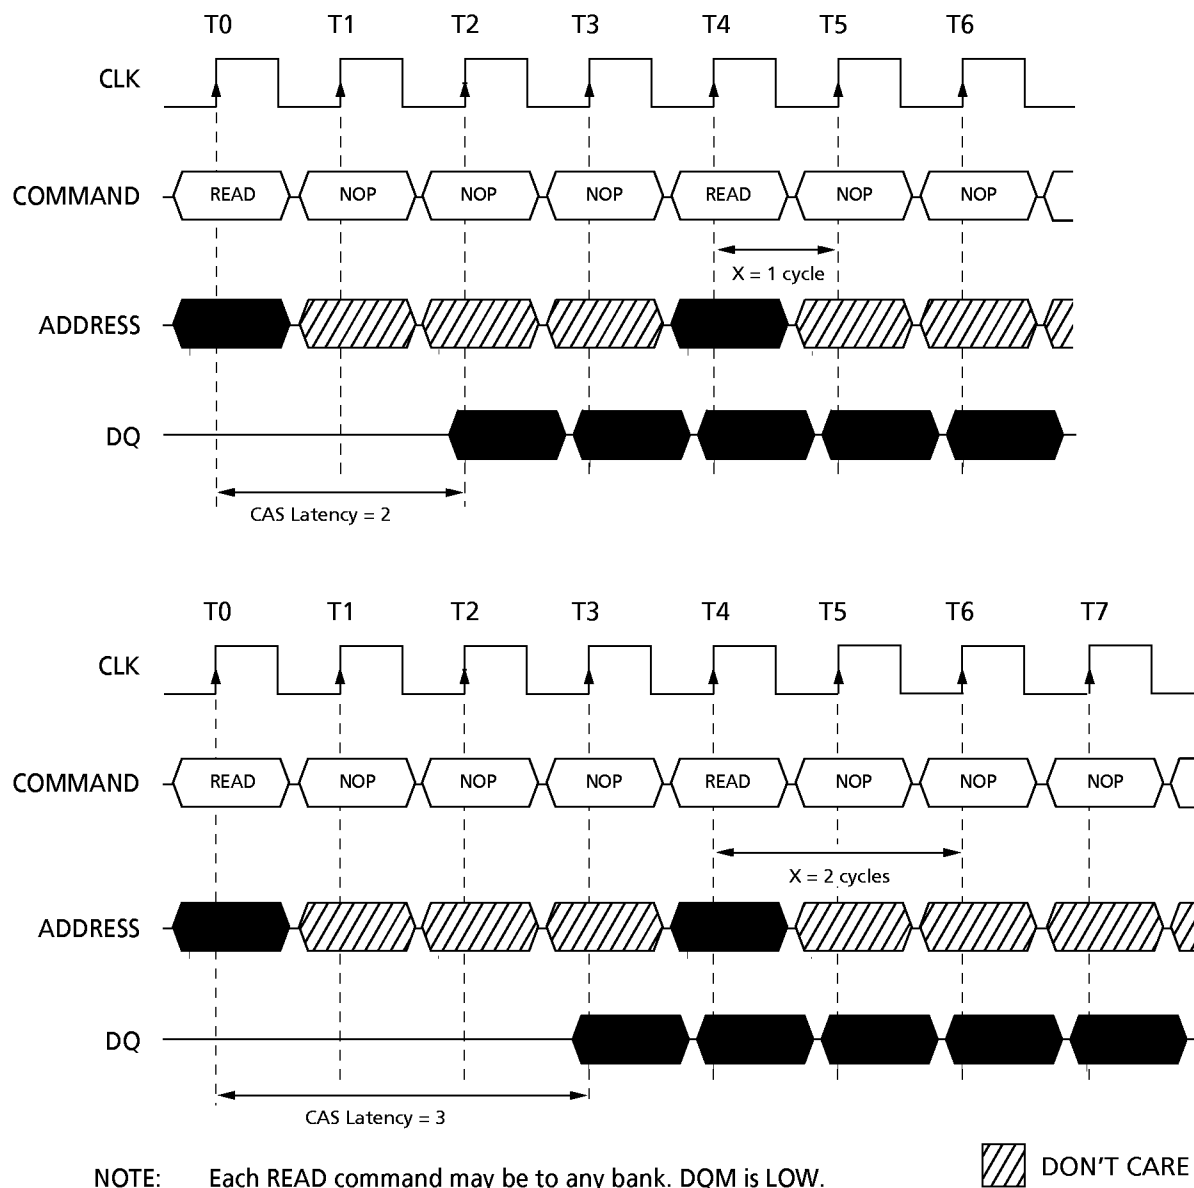 T0 T1 T2 T3 T4 T5 T6
CLK
COMMAND READ NOP NOP NOP READ NOP NOP
X = 1 cycle
ADDRESS
DQ
CAS Latency = 2
T0 T1 T2 T3 T4 T5 T6 T7
CLK
COMMAND READ NOP NOP NOP READ NOP NOP NOP
X = 2 cycles
ADDRESS
DQ
CAS Latency = 3
NOTE: Each READ command may be to any bank. DQM is LOW.
DON'T CARE